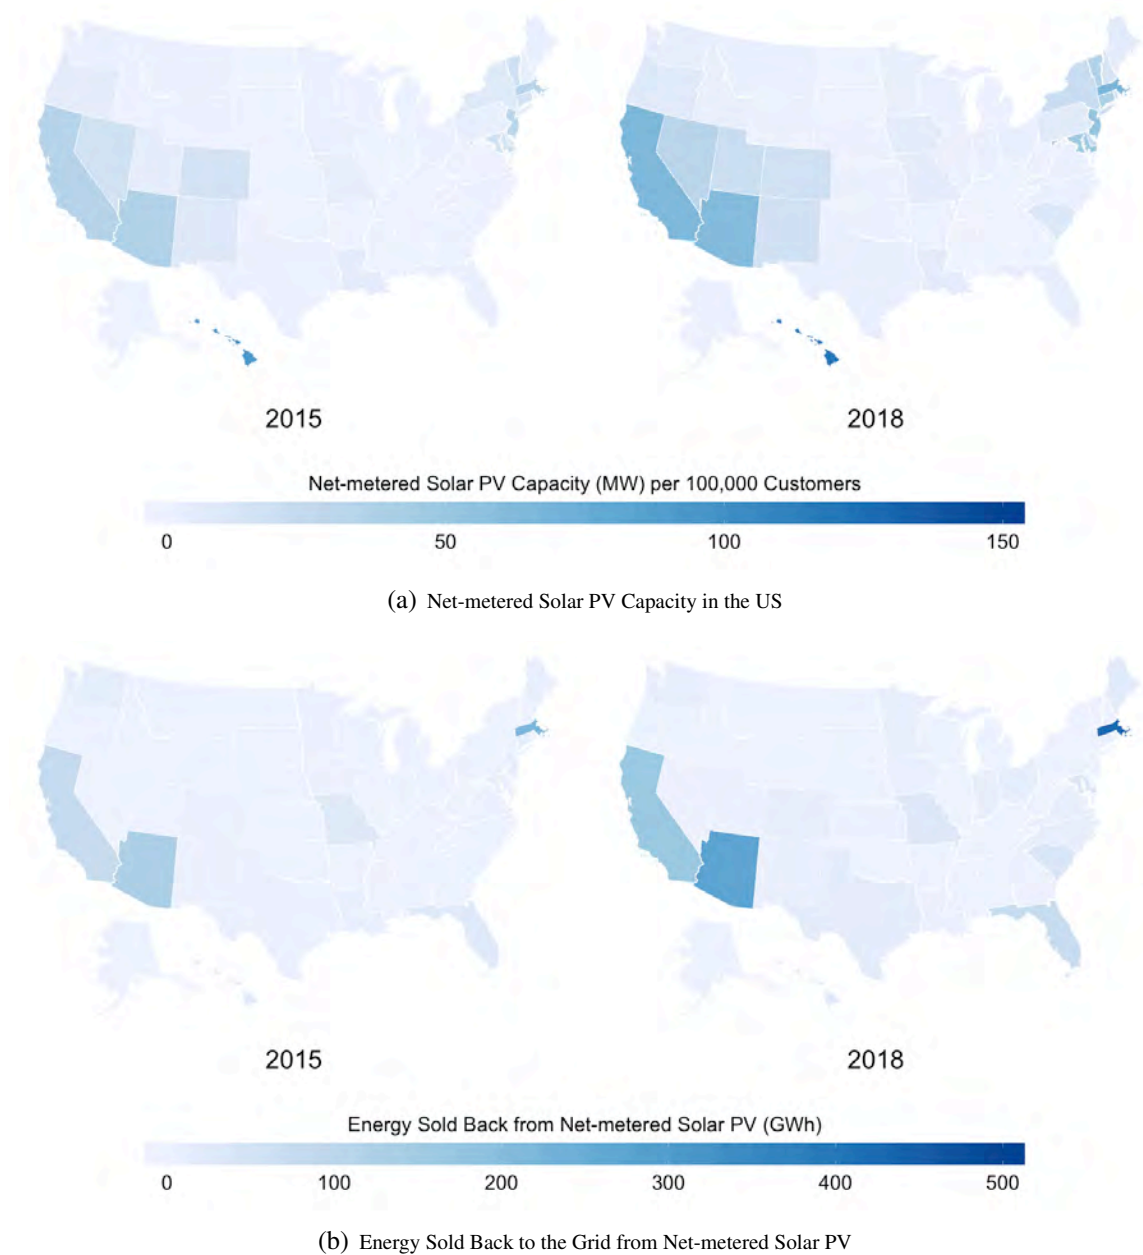 2015 2018
Net-metered Solar PV Capacity (MW) per 100,000 Customers
0 50 100 150
(a) Net-metered Solar PV Capacity in the US
2015 2018
Energy Sold Back from Net-metered Solar PV (GWh)
0 100 200 300 400 500
(b) Energy Sold Back to the Grid from Net-metered Solar PV